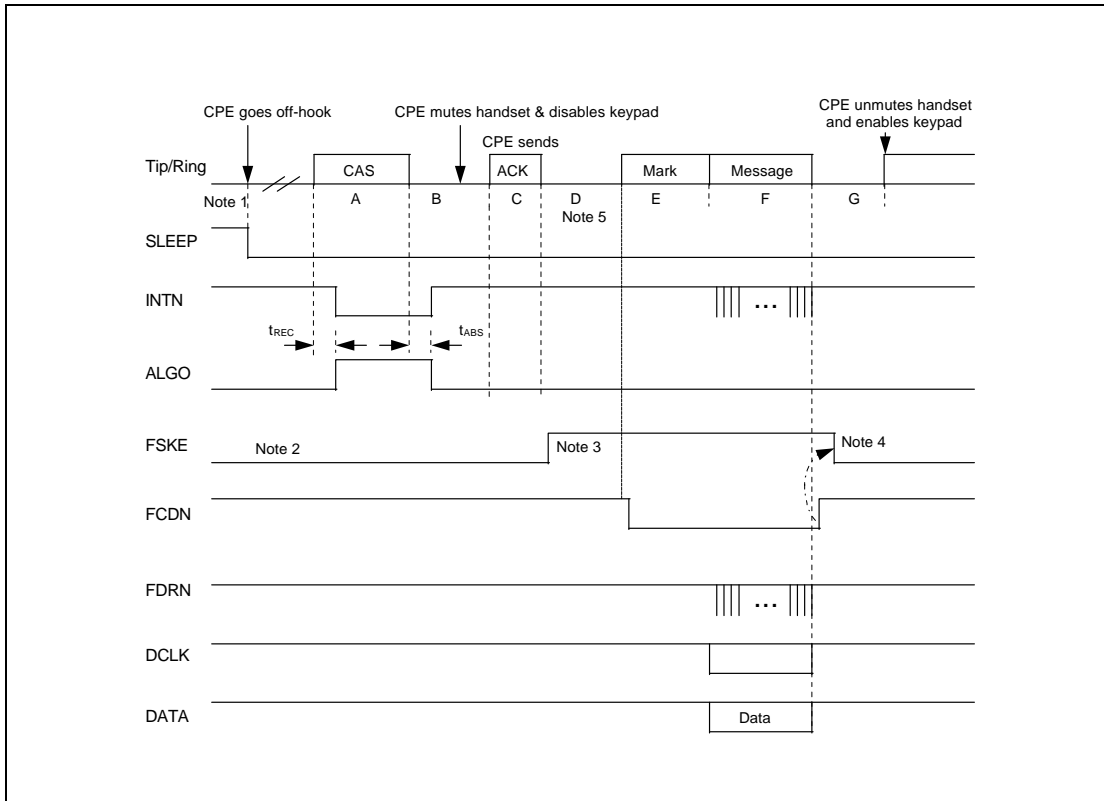 CPE goes off-hook
CPE mutes handset & disables keypad
CPE unmutes handset
and enables keypad
CPE sends
Tip/Ring
CAS
ACK
Mark
Message
Note 1
A
B
C
D
E
F
G
Note 5
SLEEP
INTN
...
tREC
tABS
ALGO
FSKE
Note 2
Note 3
Note 4
FCDN
FDRN
...
DCLK
DATA
Data